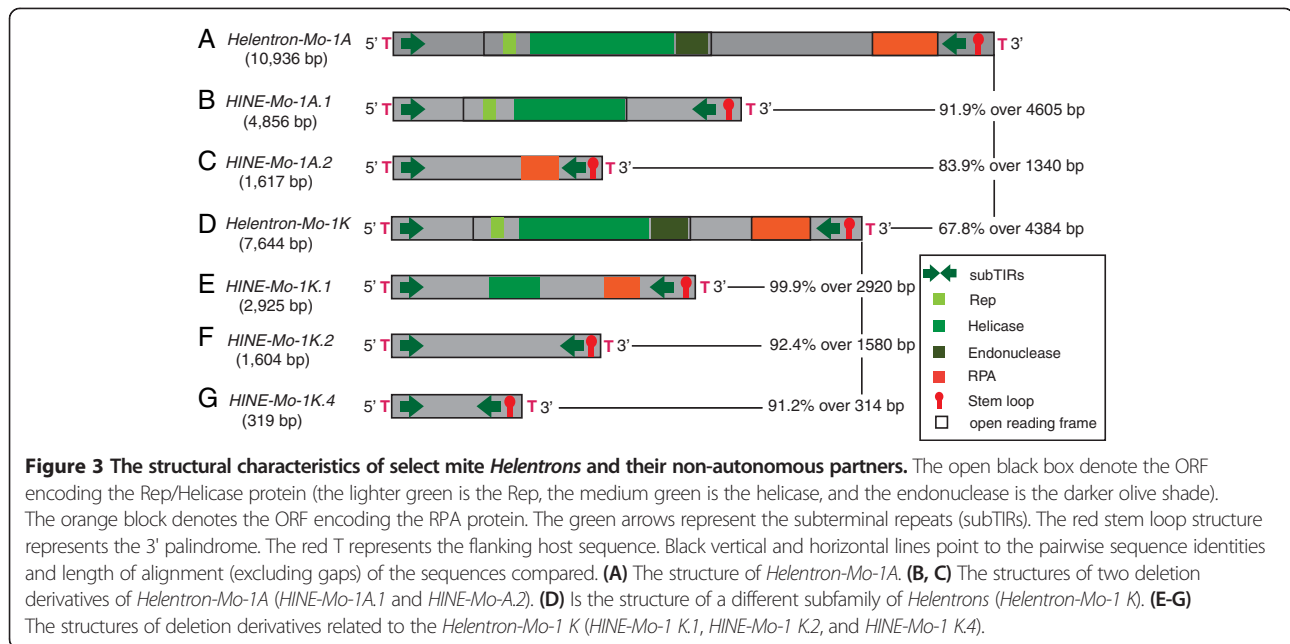 A Helentron-Mo-1A 5' T T 3'
(10,936 bp)
B HINE-Mo-1A.1 5' T T 3' 91.9% over 4605 bp
(4,856 bp)
C HINE-Mo-1A.2 5' T T 3' 83.9% over 1340 bp
(1,617 bp)
D Helentron-Mo-1K 5' T T 3' 67.8% over 4384 bp
(7,644 bp)
E HINE-Mo-1K.1 5' T T 3' 99.9% over 2920 bp
(2,925 bp)
F HINE-Mo-1K.2 5' T T 3' 92.4% over 1580 bp
(1,604 bp)
G HINE-Mo-1K.4 5' T T 3' 91.2% over 314 bp
(319 bp)
subTIRs
Rep
Helicase
Endonuclease
RPA
Stem loop
open reading frame
Figure 3 The structural characteristics of select mite Helentrons and their non-autonomous partners. The open black box denote the ORF
encoding the Rep/Helicase protein (the lighter green is the Rep, the medium green is the helicase, and the endonuclease is the darker olive shade).
The orange block denotes the ORF encoding the RPA protein. The green arrows represent the subterminal repeats (subTIRs). The red stem loop structure
represents the 3' palindrome. The red T represents the flanking host sequence. Black vertical and horizontal lines point to the pairwise sequence identities
and length of alignment (excluding gaps) of the sequences compared. (A) The structure of Helentron-Mo-1A. (B, C) The structures of two deletion
derivatives of Helentron-Mo-1A (HINE-Mo-1A.1 and HINE-Mo-A.2). (D) Is the structure of a different subfamily of Helentrons (Helentron-Mo-1 K). (E-G)
The structures of deletion derivatives related to the Helentron-Mo-1 K (HINE-Mo-1 K.1, HINE-Mo-1 K.2, and HINE-Mo-1 K.4).